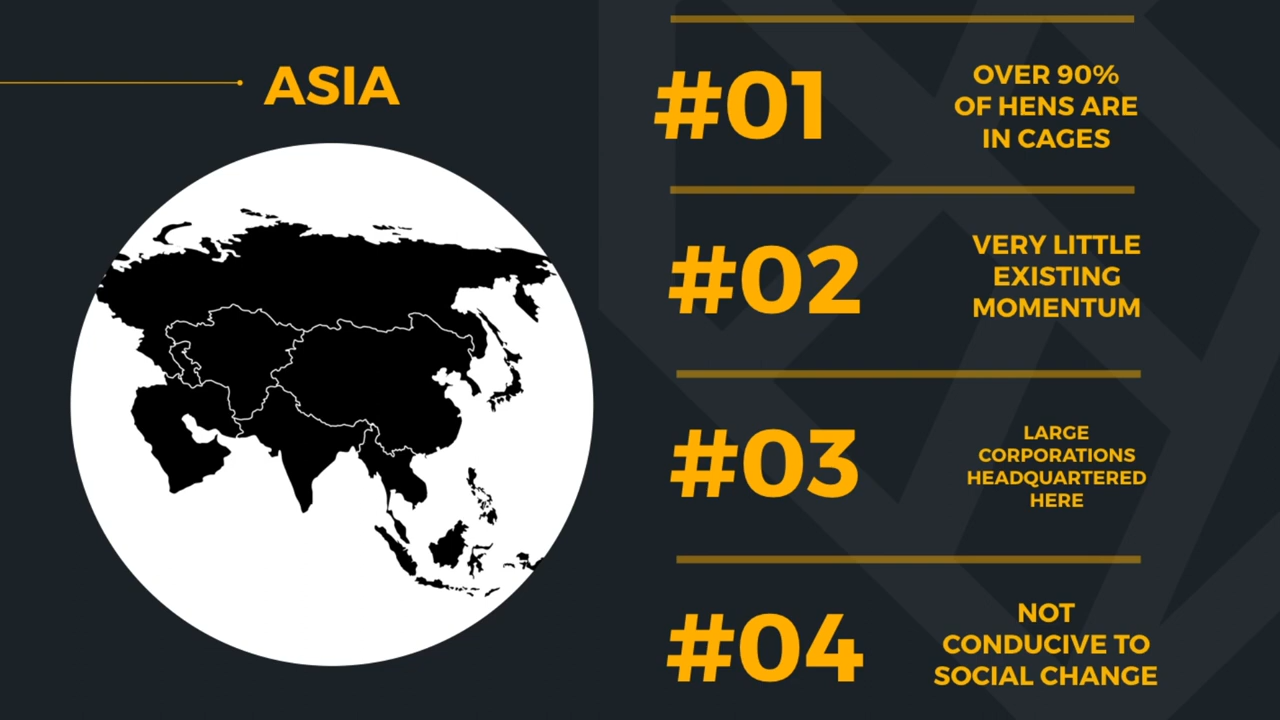 ASIA
#01
OVER 90%
OF HENS ARE
IN CAGES
#02
VERY LITTLE
EXISTING
MOMENTUM
#03
LARGE
CORPORATIONS
HEADQUARTERED
HERE
#04
NOT
CONDUCIVE TO
SOCIAL CHANGE